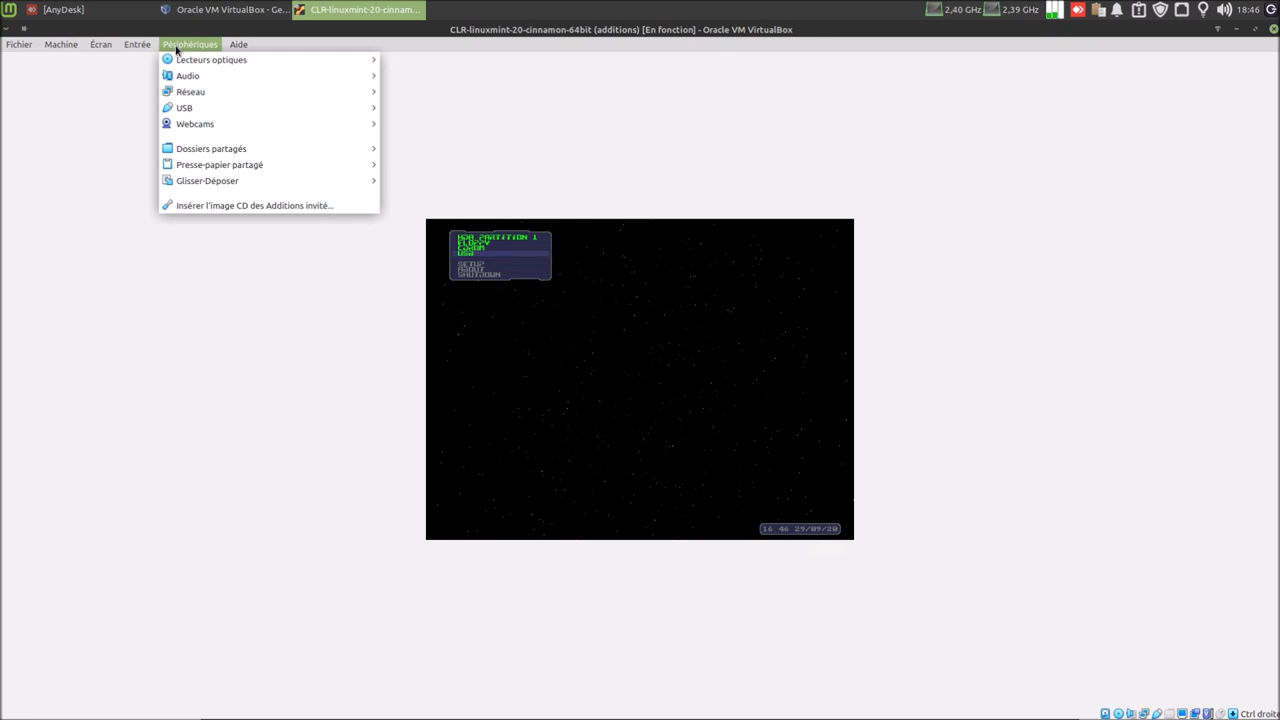 [AnyDesk]
Oracle VM VirtualBox - Ge...
CLR-linuxmint-20-cinnam...
2,40 GHz
2,39 GHz
18:46
CLR-linuxmint-20-cinnamon-64bit (additions) [En fonction] - Oracle VM VirtualBox
Fichier Machine Écran Entrée Périphériques Aide
Lecteurs optiques
Audio
Réseau
USB
Webcams
Dossiers partagés
Presse-papier partagé
Glisser-Déposer
Insérer l'image CD des Additions invité...
HDA PARTITION 1
FLOPPY
CDROM
USB
SETUP
ABOUT
SHUTDOWN
16 46 29/09/20
Ctrl droite